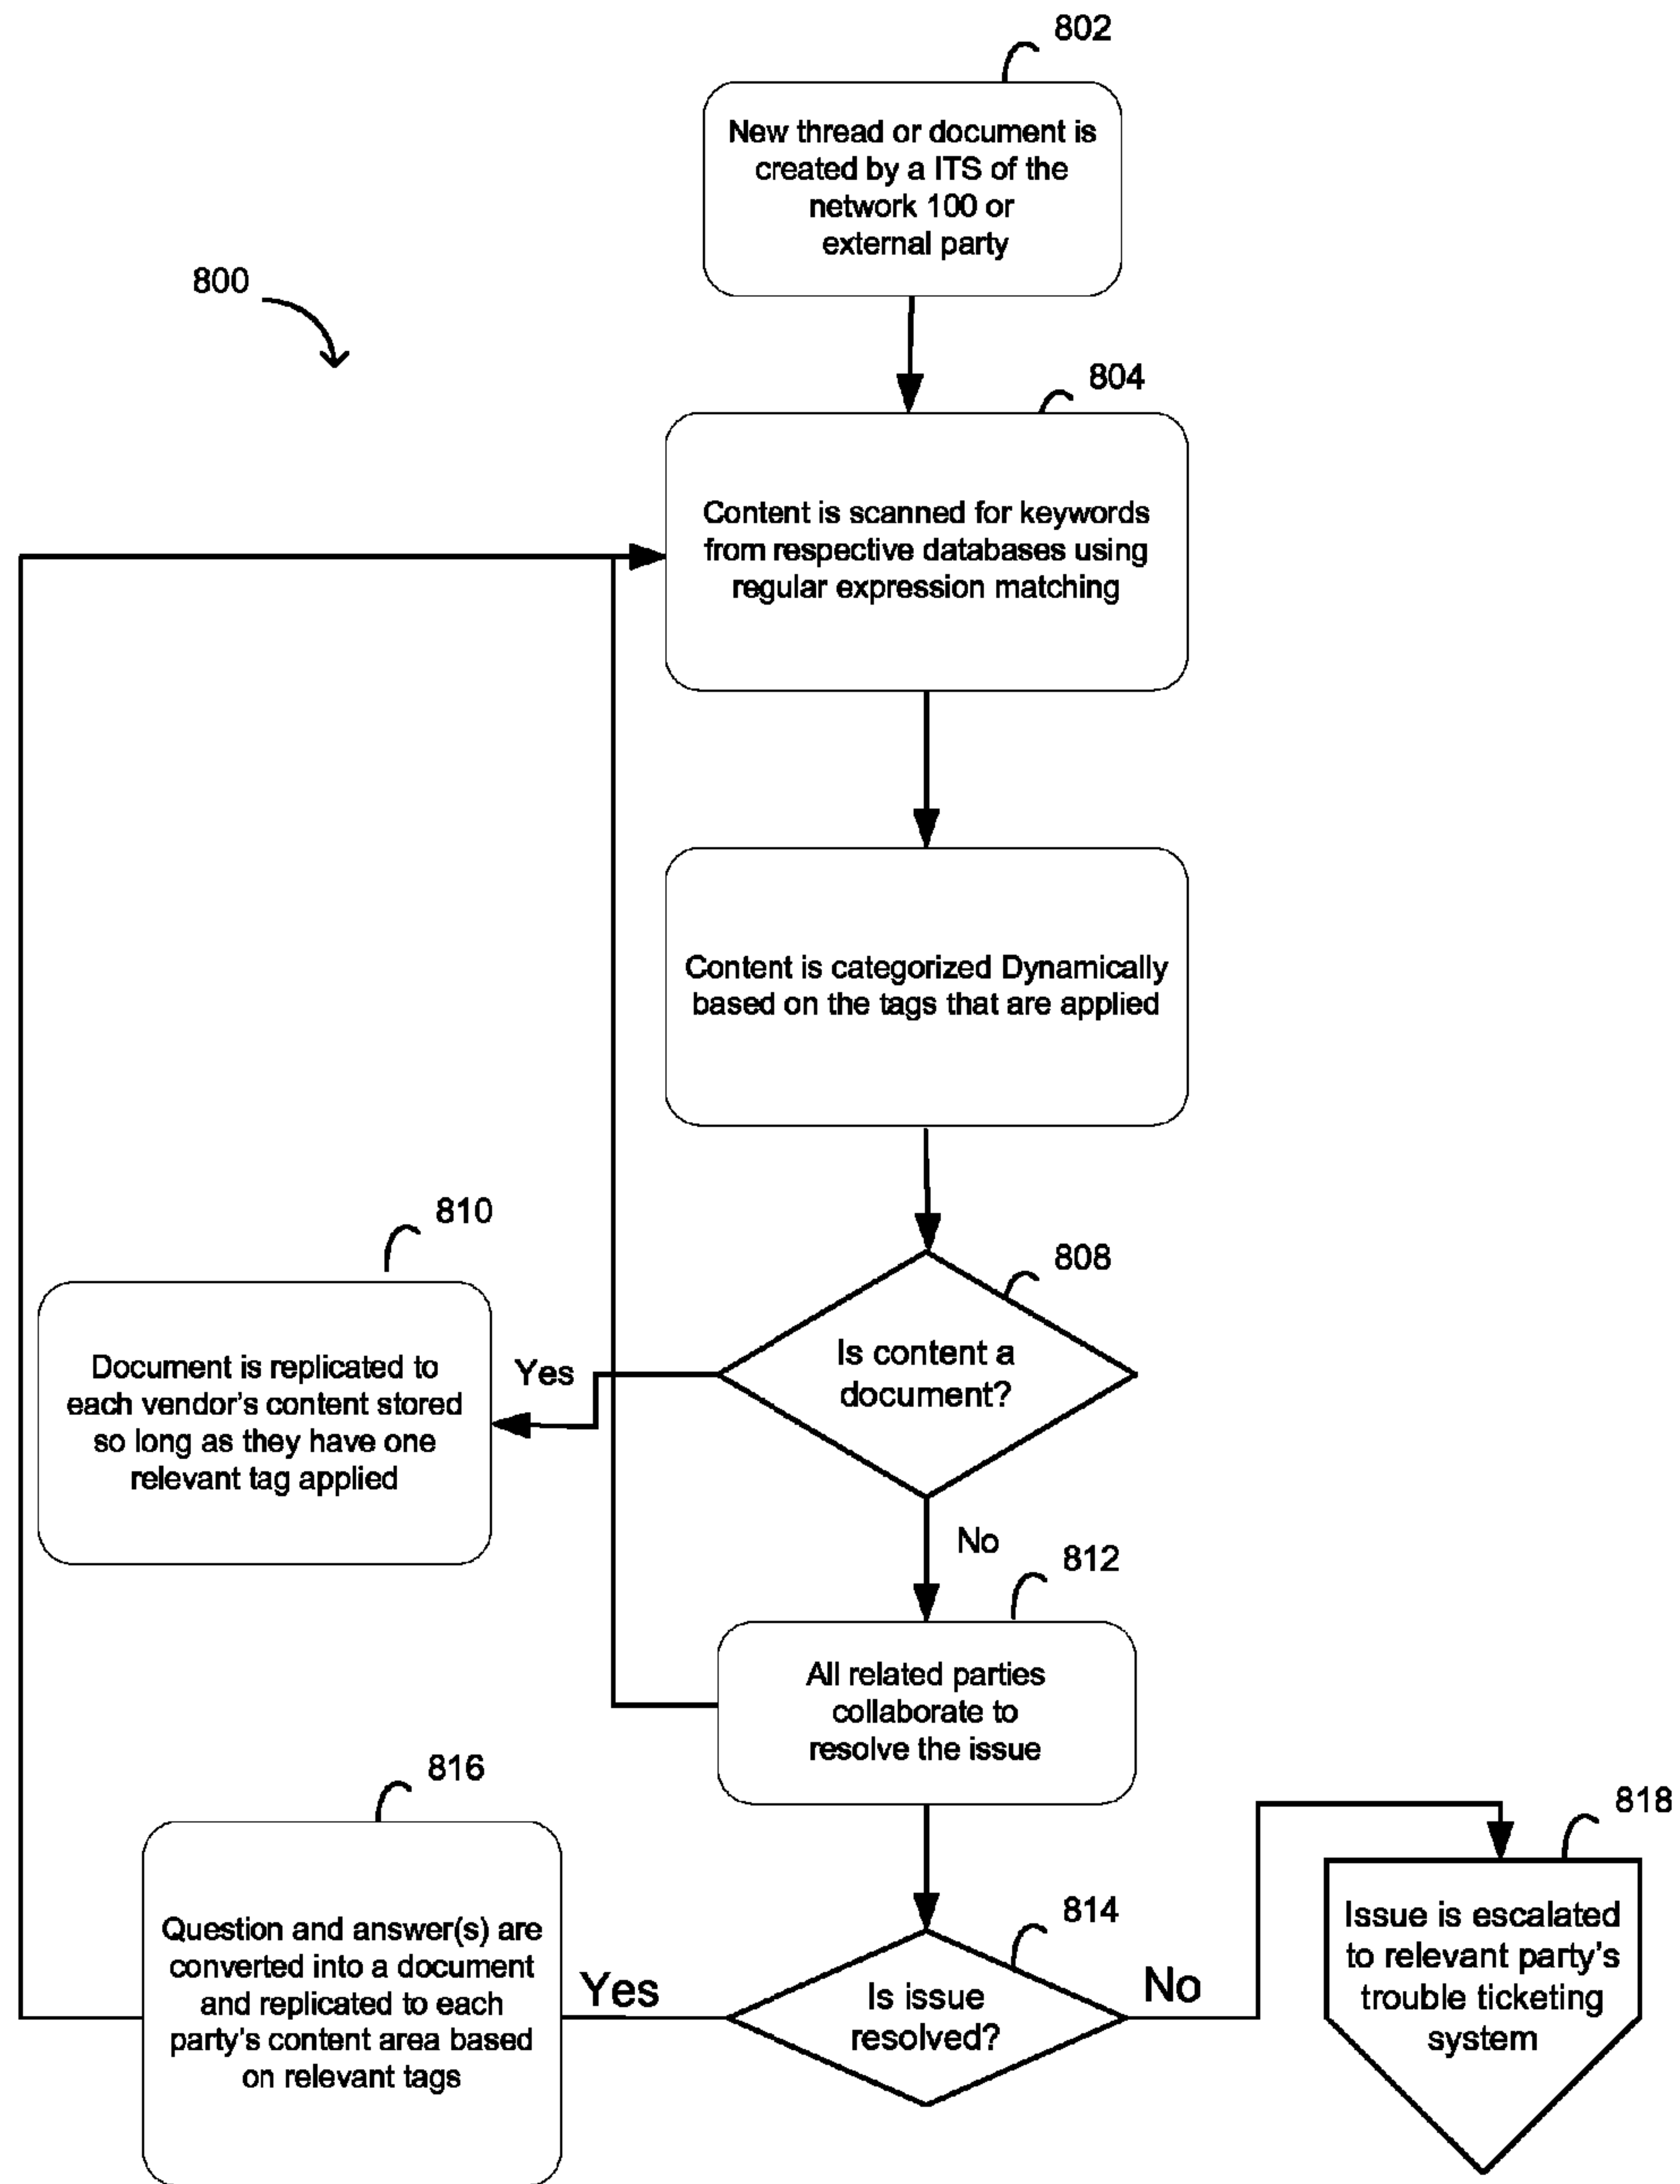 802
New thread or document is
created by a ITS of the
network 100 or
external party
800
804
Content is scanned for keywords
from respective databases using
regular expression matching
Content is categorized Dynamically
based on the tags that are applied
810
808
Document is replicated to
each vendor's content stored
so long as they have one
relevant tag applied
Yes
Is content a
document?
No
812
All related parties
collaborate to
resolve the issue
816
818
Question and answer(s) are
converted into a document
and replicated to each
party's content area based
on relevant tags
Yes
814
Is issue
resolved?
No
Issue is escalated
to relevant party's
trouble ticketing
system